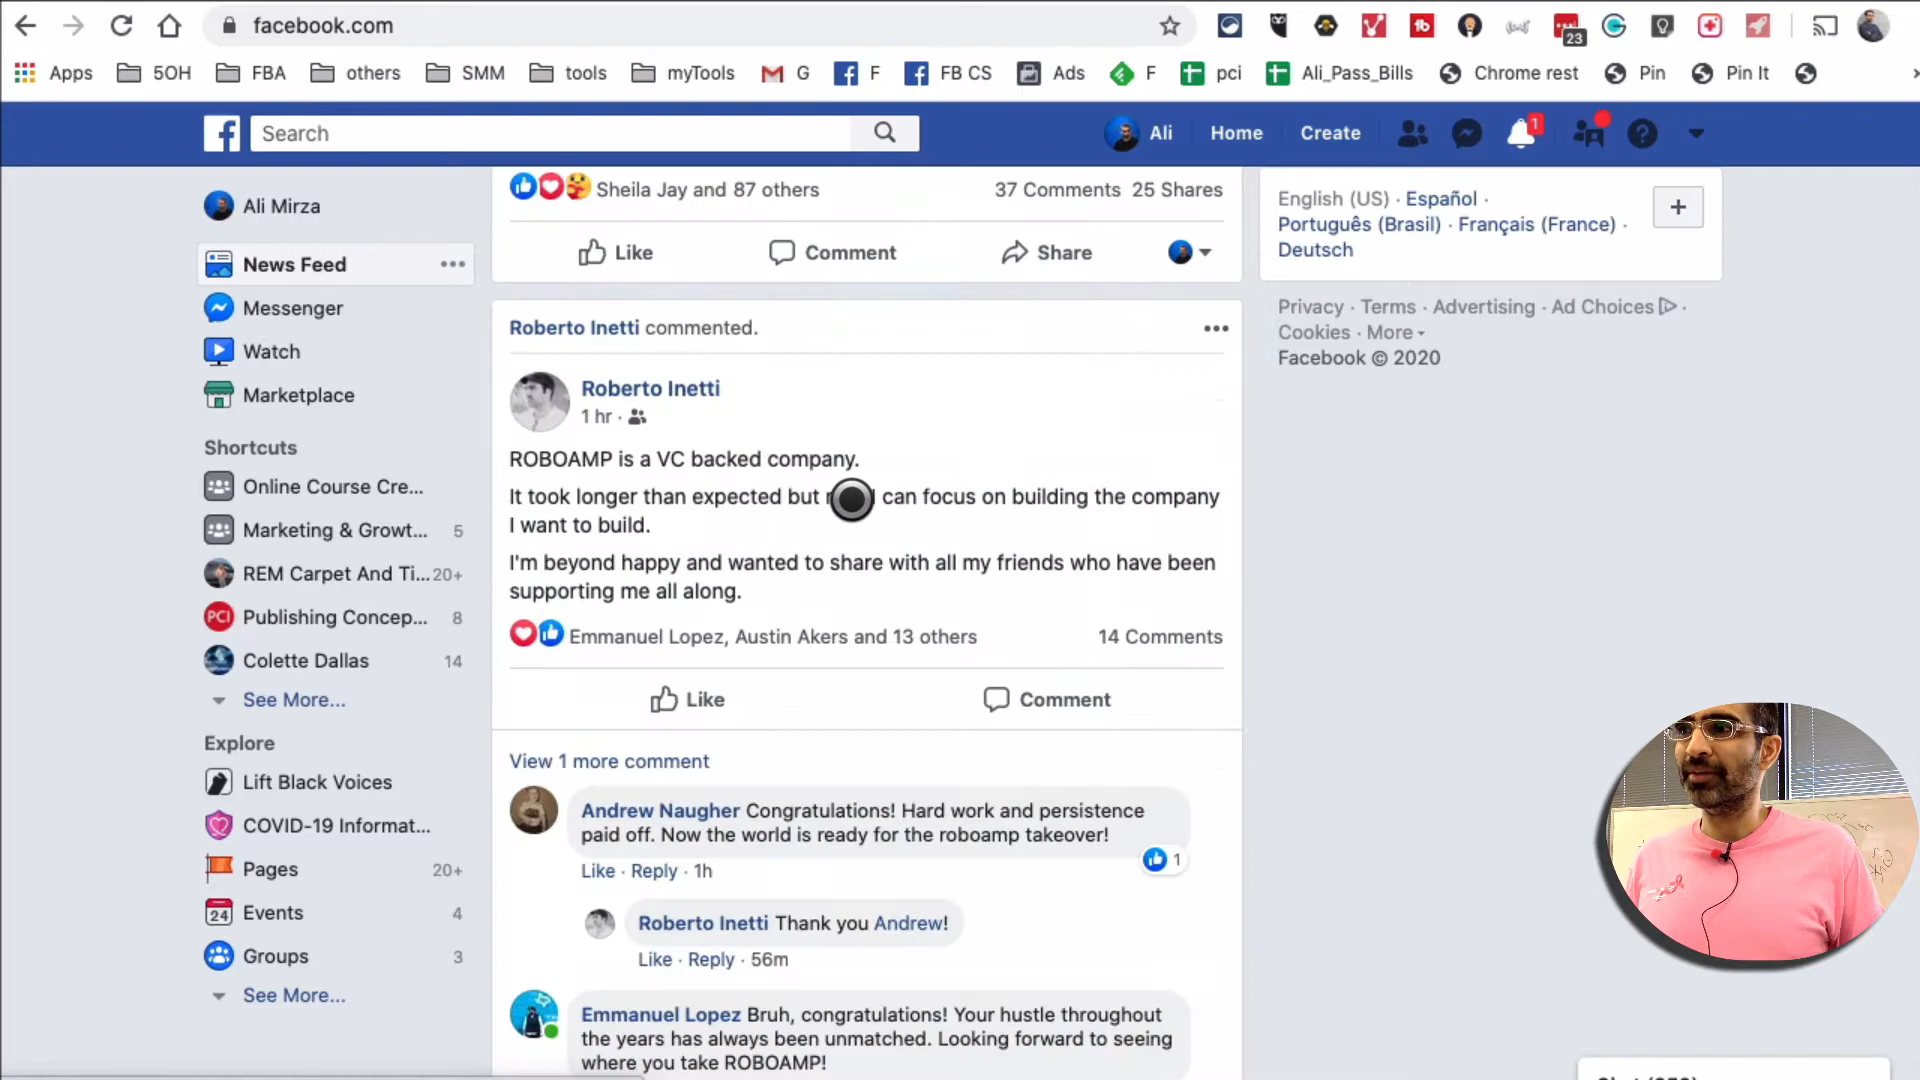 facebook.com
23
Apps 5OH FBA others SMM tools myTools G F FB CS Ads F pci Ali_Pass_Bills Chrome rest Pin Pin It
Search
Ali Home Create 1
Ali Mirza
News Feed
Messenger
Watch
Marketplace
Shortcuts
Online Course Cre...
Marketing & Growt... 5
REM Carpet And Ti... 20+
Publishing Concep... 8
Colette Dallas 14
See More...
Explore
Lift Black Voices
COVID-19 Informat...
Pages 20+
Events 4
Groups 3
See More...
Sheila Jay and 87 others 37 Comments 25 Shares
Like Comment Share
Roberto Inetti commented.
Roberto Inetti
1 hr ·
ROBOAMP is a VC backed company.
It took longer than expected but can focus on building the company
I want to build.
I'm beyond happy and wanted to share with all my friends who have been
supporting me all along.
Emmanuel Lopez, Austin Akers and 13 others 14 Comments
Like Comment
View 1 more comment
Andrew Naugher Congratulations! Hard work and persistence
paid off. Now the world is ready for the roboamp takeover!
1
Like · Reply · 1h
Roberto Inetti Thank you Andrew!
Like · Reply · 56m
Emmanuel Lopez Bruh, congratulations! Your hustle throughout
the years has always been unmatched. Looking forward to seeing
where you take ROBOAMP!
English (US) · Español ·
Português (Brasil) · Français (France) ·
Deutsch
Privacy · Terms · Advertising · Ad Choices ·
Cookies · More
Facebook © 2020